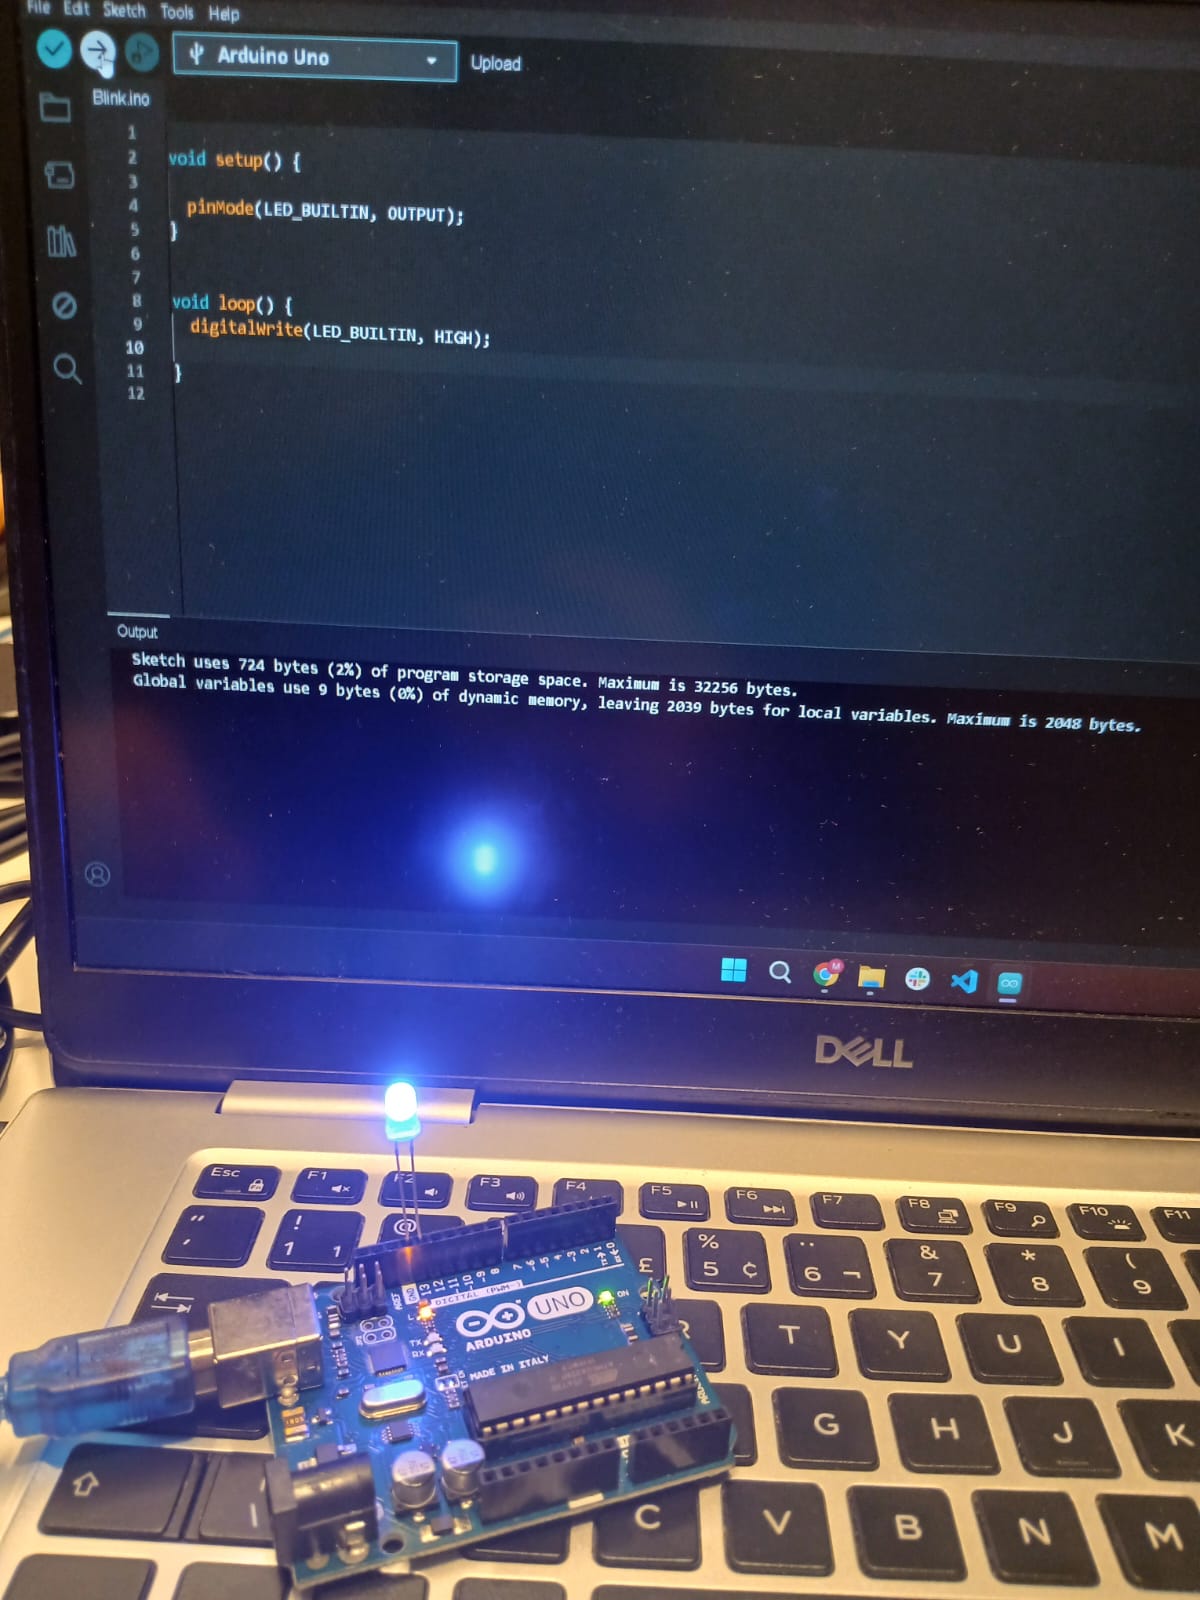 File Edit Sketch Tools Help
Arduino Uno
Upload
Blink.ino
1
2 void setup() {
3
4 pinMode(LED_BUILTIN, OUTPUT);
5 }
6
7
8 void loop() {
9 digitalWrite(LED_BUILTIN, HIGH);
10
11 }
12
Output
Sketch uses 724 bytes (2%) of program storage space. Maximum is 32256 bytes.
Global variables use 9 bytes (0%) of dynamic memory, leaving 2039 bytes for local variables. Maximum is 2048 bytes.
M
DELL
Esc F1 F2 F3 F4 F5 F6 F7 F8 F9 F10 F11
" ' ! 1 1 @ £ % 5 ¢ 6 ¬ & 7 * 8 ( 9
AREF GND 13 12 ~11 ~10 ~9 8 7 ~6 ~5 4 ~3 2
DIGITAL (PWM~)
L
TX
RX
UNO
ON
ARDUINO
MADE IN ITALY
R T Y U I
G H J K
C V B N M